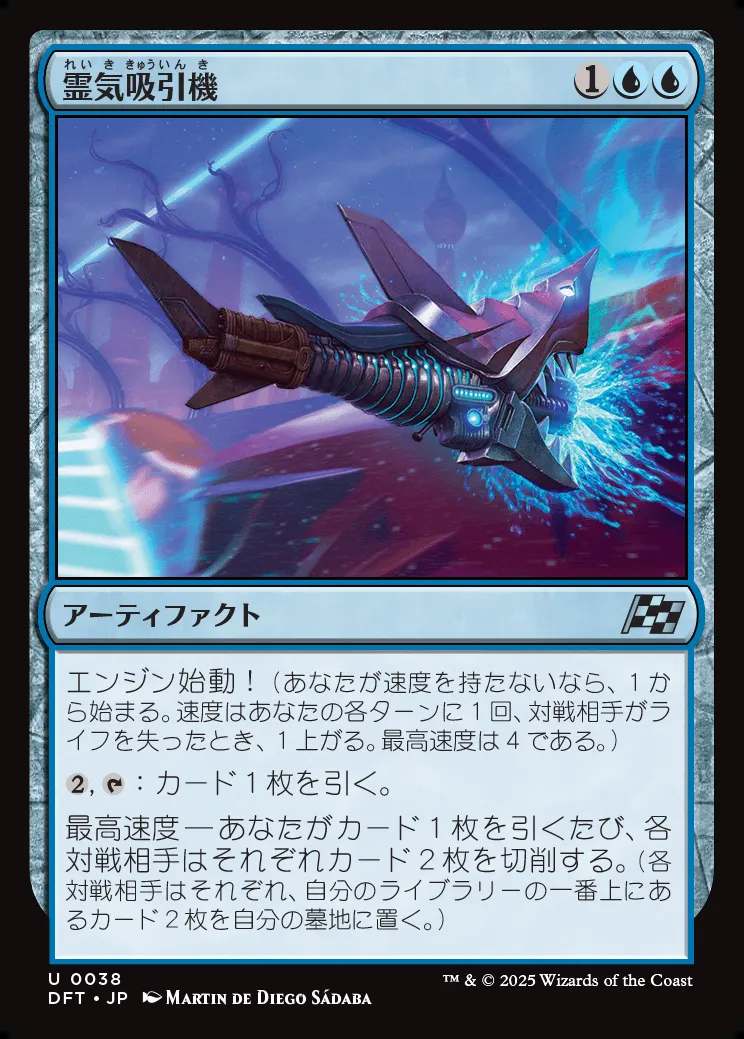 れいききゅういんき
霊気吸引機 1
アーティファクト
エンジン始動！（あなたが速度を持たないなら、１か
ら始まる。速度はあなたの各ターンに１回、対戦相手がラ
イフを失ったとき、１上がる。最高速度は４である。）
2, ：カード１枚を引く。
最高速度 ― あなたがカード１枚を引くたび、各
対戦相手はそれぞれカード２枚を切削する。（各
対戦相手はそれぞれ、自分のライブラリーの一番上にあ
るカード２枚を自分の墓地に置く。）
U 0038
DFT • JP Martin de Diego Sádaba
™ & © 2025 Wizards of the Coast